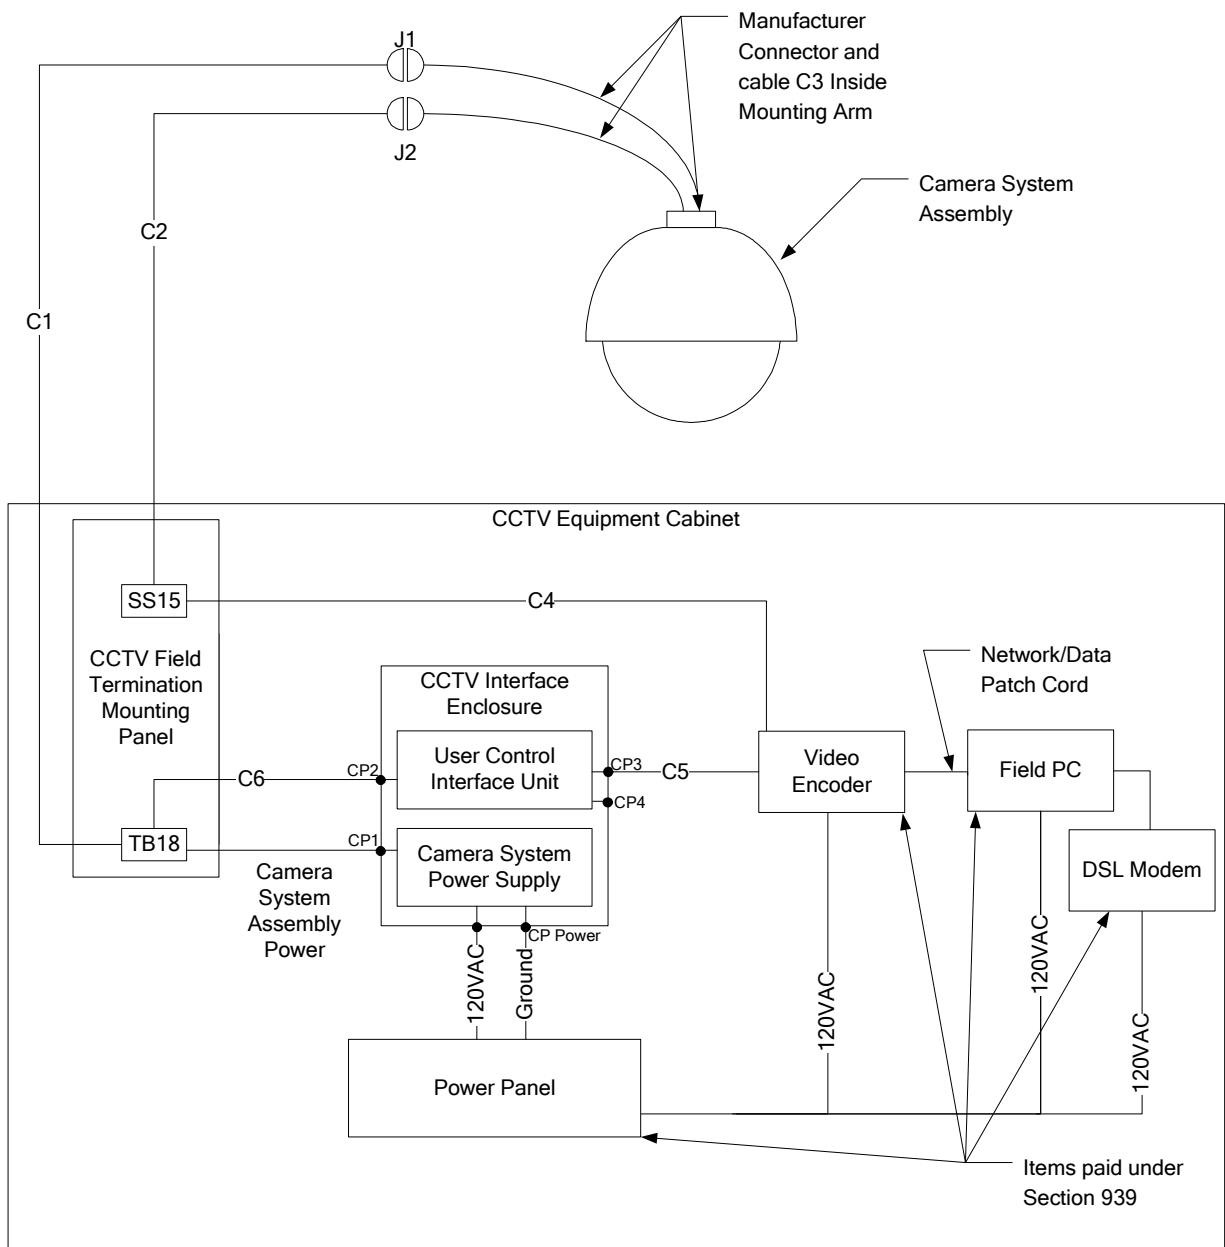 J1
J2
Manufacturer
Connector and
cable C3 Inside
Mounting Arm
Camera System
Assembly
C2
C1
CCTV Equipment Cabinet
SS15
C4
CCTV Field
Termination
Mounting
Panel
CCTV Interface
Enclosure
Network/Data
Patch Cord
User Control
Interface Unit
CP2
C6
CP3
C5
CP4
Video
Encoder
Field PC
TB18
CP1
Camera System
Power Supply
DSL Modem
Camera
System
Assembly
Power
CP Power
120VAC
Ground
120VAC
120VAC
120VAC
Power Panel
Items paid under
Section 939